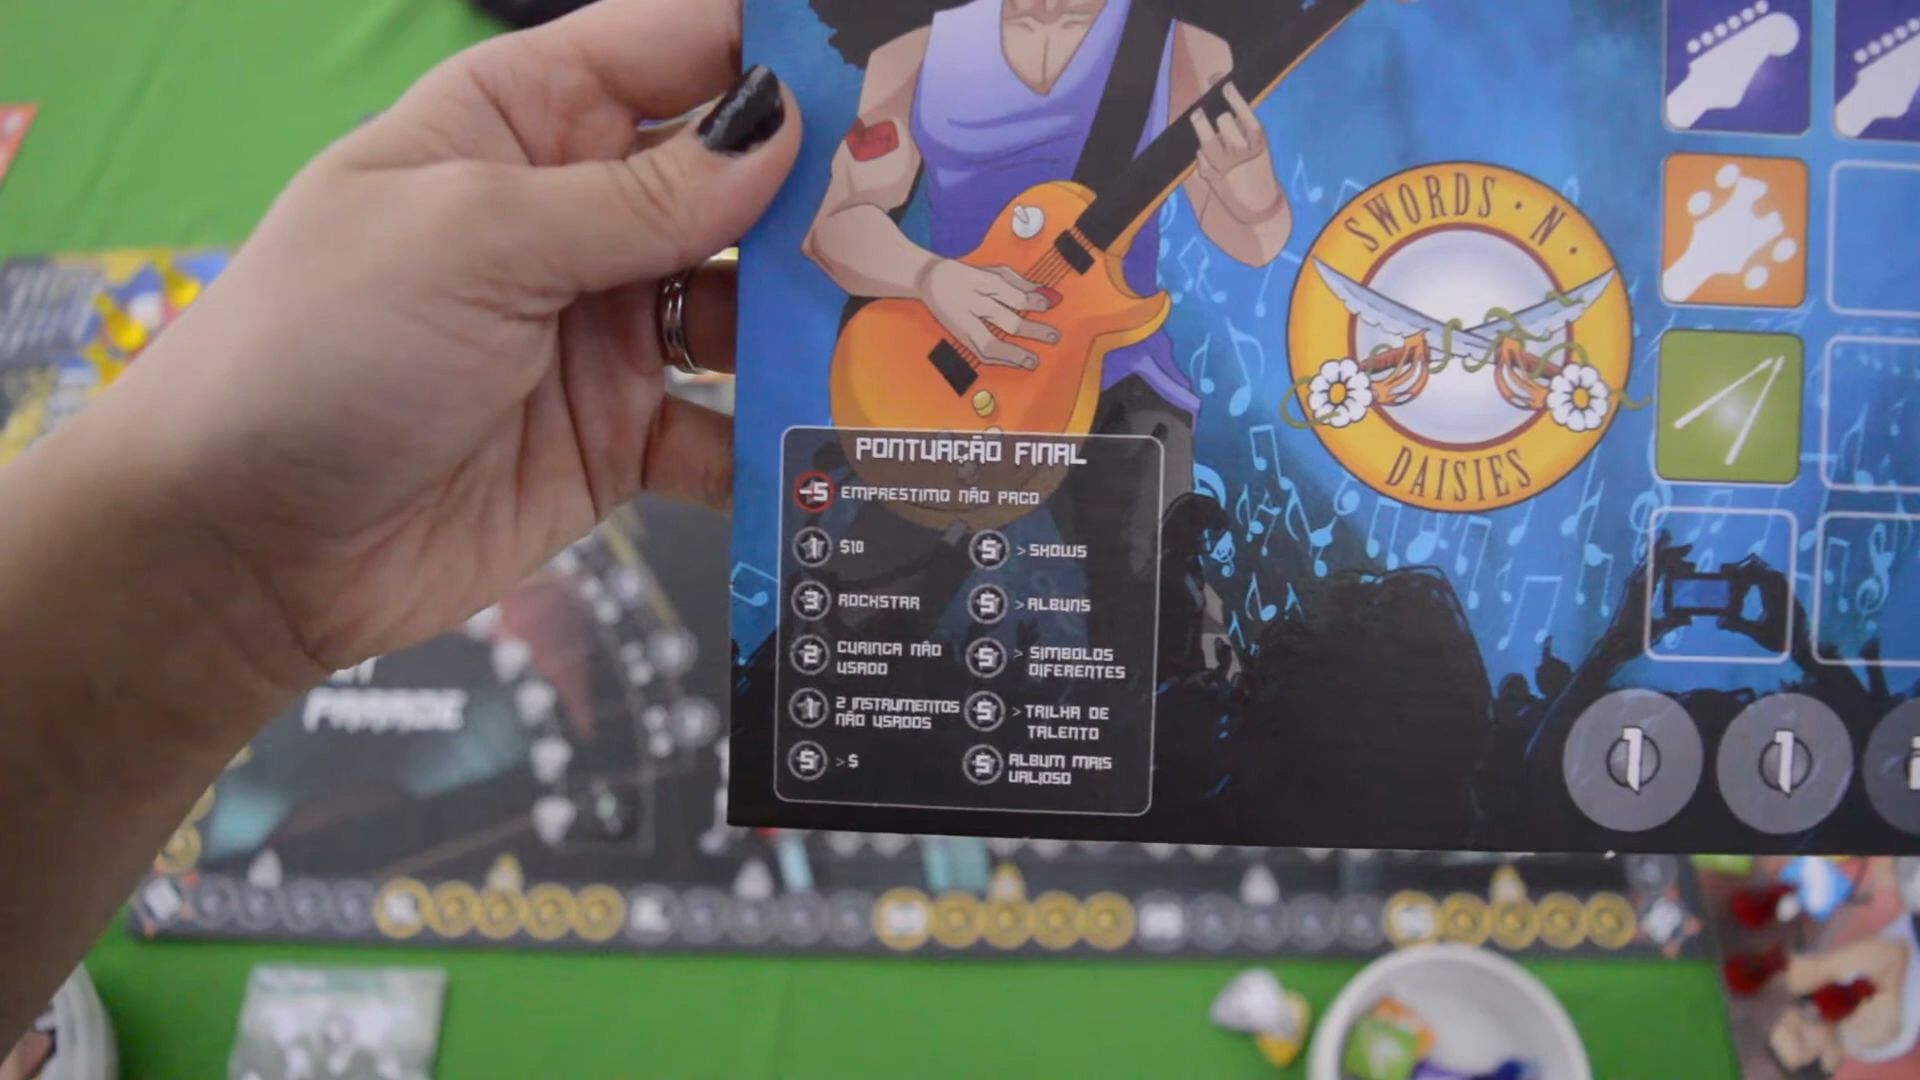 SWORDS · N ·
DAISIES
PONTUAÇÃO FINAL
-5 EMPRESTIMO NÃO PAGO
1 $10
5 > SHOWS
3 ROCKSTAR
5 > ALBUNS
2 CURINGA NÃO
USADO
5 > SIMBOLOS
DIFERENTES
1 2 INSTRUMENTOS
NÃO USADOS
5 > TRILHA DE
TALENTO
5 > $
5 ALBUM MAIS
VALIOSO
1 1
PARADE